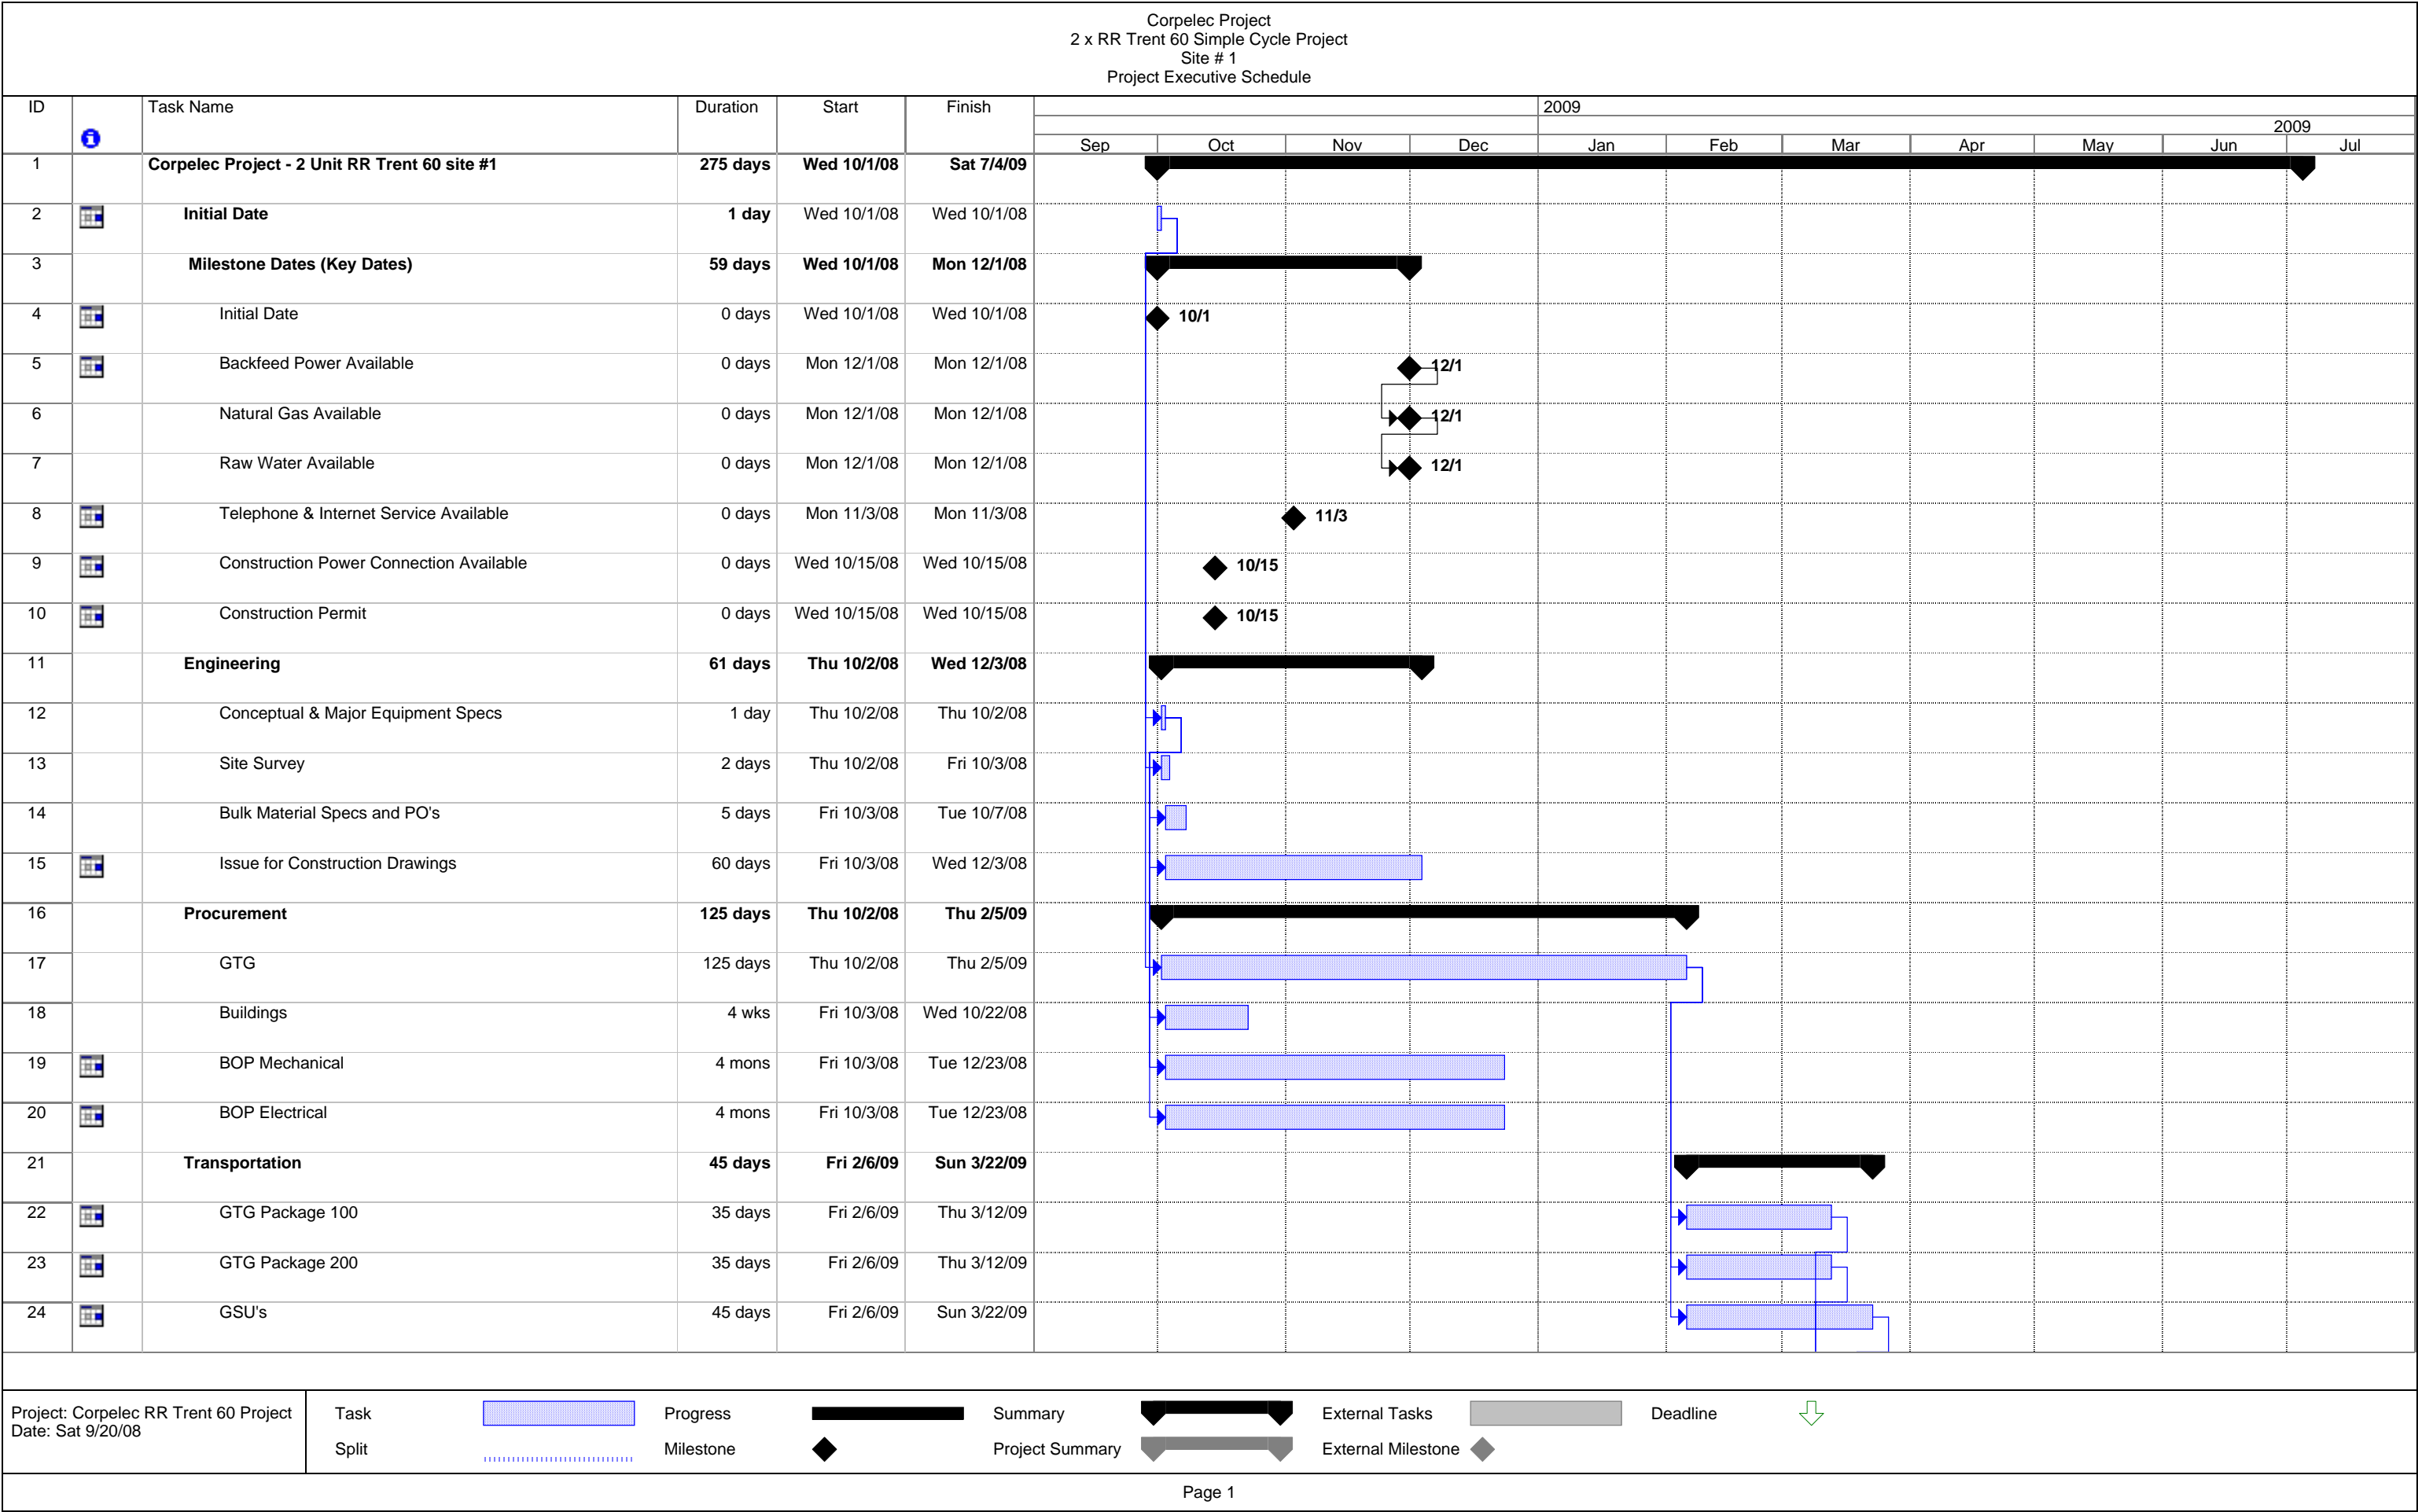 Corpelec Project
2 x RR Trent 60 Simple Cycle Project
Site # 1
Project Executive Schedule
ID Task Name Duration Start Finish 2009
2009
Sep Oct Nov Dec Jan Feb Mar Apr May Jun Jul
1 Corpelec Project - 2 Unit RR Trent 60 site #1 275 days Wed 10/1/08 Sat 7/4/09
2 Initial Date 1 day Wed 10/1/08 Wed 10/1/08
3 Milestone Dates (Key Dates) 59 days Wed 10/1/08 Mon 12/1/08
4 Initial Date 0 days Wed 10/1/08 Wed 10/1/08 10/1
5 Backfeed Power Available 0 days Mon 12/1/08 Mon 12/1/08 12/1
6 Natural Gas Available 0 days Mon 12/1/08 Mon 12/1/08 12/1
7 Raw Water Available 0 days Mon 12/1/08 Mon 12/1/08 12/1
8 Telephone & Internet Service Available 0 days Mon 11/3/08 Mon 11/3/08 11/3
9 Construction Power Connection Available 0 days Wed 10/15/08 Wed 10/15/08 10/15
10 Construction Permit 0 days Wed 10/15/08 Wed 10/15/08 10/15
11 Engineering 61 days Thu 10/2/08 Wed 12/3/08
12 Conceptual & Major Equipment Specs 1 day Thu 10/2/08 Thu 10/2/08
13 Site Survey 2 days Thu 10/2/08 Fri 10/3/08
14 Bulk Material Specs and PO's 5 days Fri 10/3/08 Tue 10/7/08
15 Issue for Construction Drawings 60 days Fri 10/3/08 Wed 12/3/08
16 Procurement 125 days Thu 10/2/08 Thu 2/5/09
17 GTG 125 days Thu 10/2/08 Thu 2/5/09
18 Buildings 4 wks Fri 10/3/08 Wed 10/22/08
19 BOP Mechanical 4 mons Fri 10/3/08 Tue 12/23/08
20 BOP Electrical 4 mons Fri 10/3/08 Tue 12/23/08
21 Transportation 45 days Fri 2/6/09 Sun 3/22/09
22 GTG Package 100 35 days Fri 2/6/09 Thu 3/12/09
23 GTG Package 200 35 days Fri 2/6/09 Thu 3/12/09
24 GSU's 45 days Fri 2/6/09 Sun 3/22/09
Project: Corpelec RR Trent 60 Project
Date: Sat 9/20/08
Task Progress Summary External Tasks Deadline
Split Milestone Project Summary External Milestone
Page 1